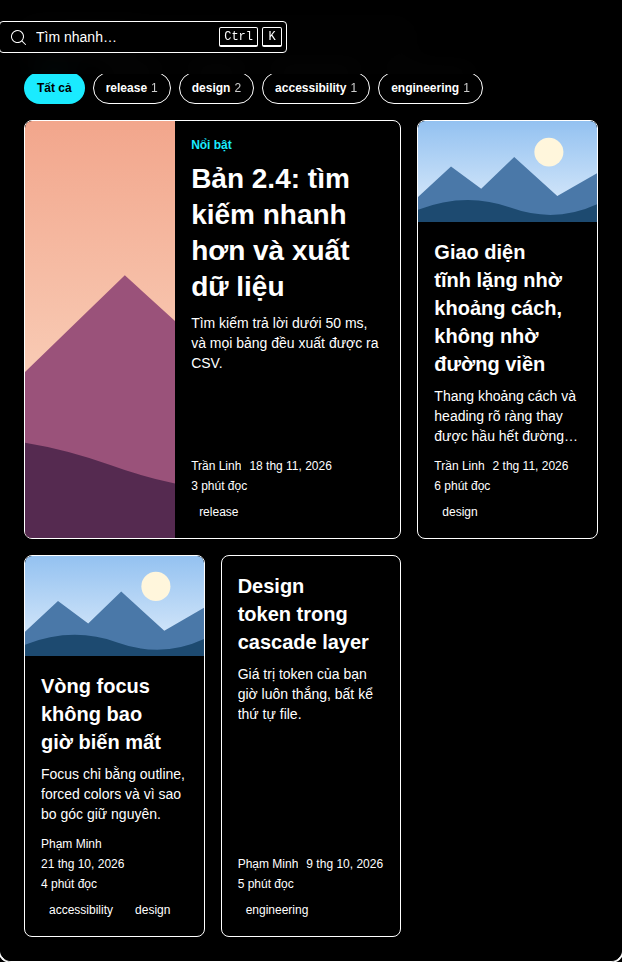 Tìm nhanh…
Ctrl K
Tất cả
release 1
design 2
accessibility 1
engineering 1
Nổi bật
Bản 2.4: tìm
kiếm nhanh
hơn và xuất
dữ liệu
Tìm kiếm trả lời dưới 50 ms,
và mọi bảng đều xuất được ra
CSV.
Trần Linh 18 thg 11, 2026
3 phút đọc
release
Giao diện
tĩnh lặng nhờ
khoảng cách,
không nhờ
đường viền
Thang khoảng cách và
heading rõ ràng thay
được hầu hết đường…
Trần Linh 2 thg 11, 2026
6 phút đọc
design
Vòng focus
không bao
giờ biến mất
Focus chỉ bằng outline,
forced colors và vì sao
bo góc giữ nguyên.
Phạm Minh
21 thg 10, 2026
4 phút đọc
accessibility design
Design
token trong
cascade layer
Giá trị token của bạn
giờ luôn thắng, bất kể
thứ tự file.
Phạm Minh 9 thg 10, 2026
5 phút đọc
engineering